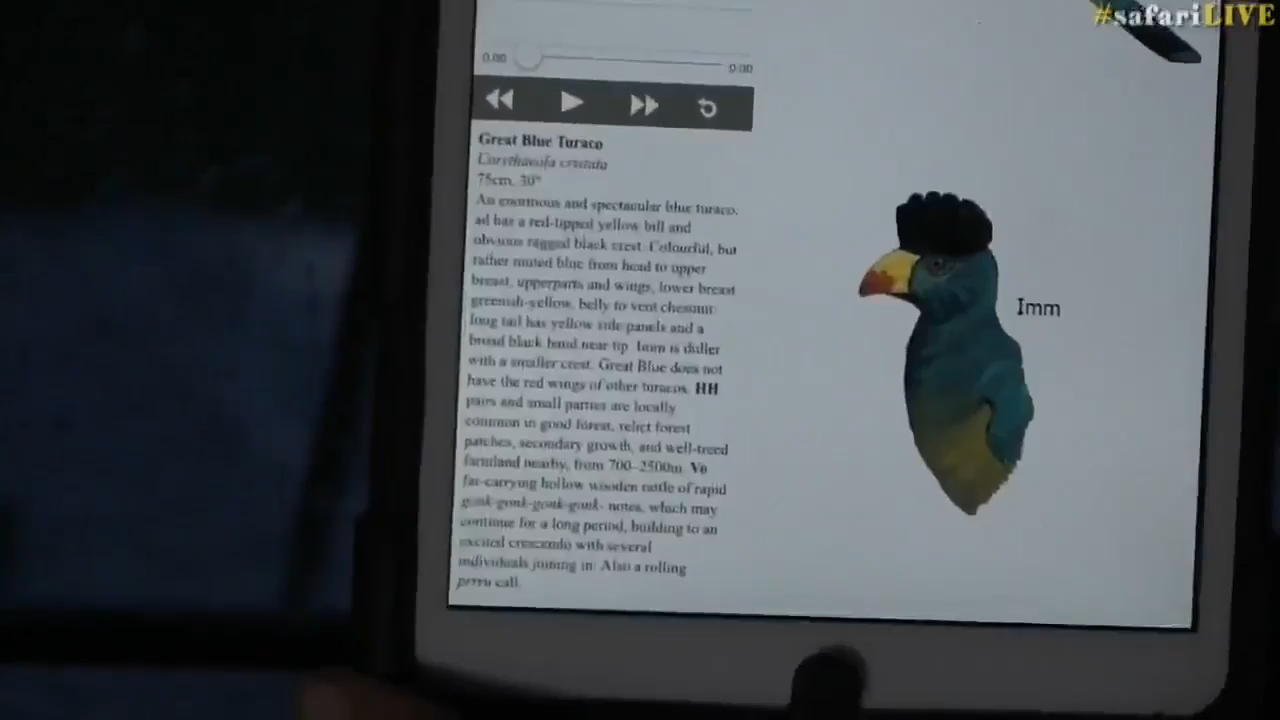 #safariLIVE
0:00
0:00
Great Blue Turaco
Corythaeola cristata
75cm, 30"
An enormous and spectacular blue turaco,
ad has a red-tipped yellow bill and
obvious ragged black crest. Colourful, but
rather muted blue from head to upper
breast, upperparts and wings, lower breast
greenish-yellow, belly to vent chestnut:
long tail has yellow side panels and a
broad black band near tip. Imm is duller
with a smaller crest. Great Blue does not
have the red wings of other turacos. HH
pairs and small parties are locally
common in good forest, relict forest
patches, secondary growth, and well-treed
farmland nearby, from 700–2500m. Vo
far-carrying hollow wooden rattle of rapid
gonk-gonk-gonk-gonk- notes, which may
continue for a long period, building to an
excited crescendo with several
individuals joining in. Also a rolling
prrru call.
Imm